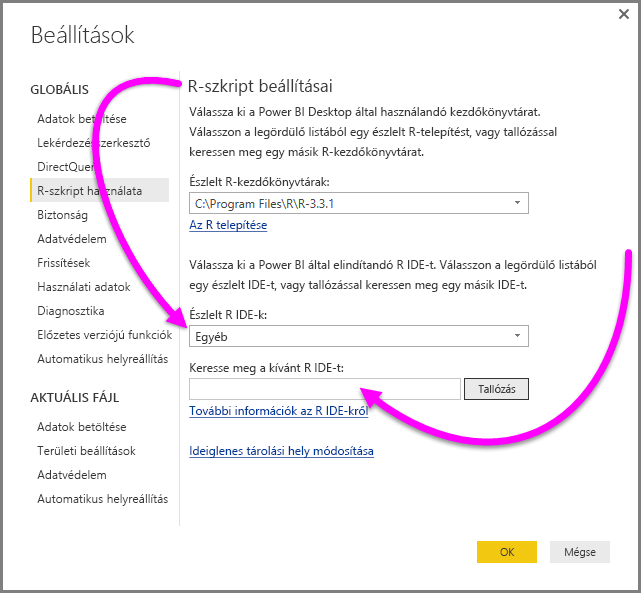 Beállítások
GLOBÁLIS
Adatok betöltése
Lekérdezésszerkesztő
DirectQuery
R-szkript használata
Biztonság
Adatvédelem
Frissítések
Használati adatok
Diagnosztika
Előzetes verziójú funkciók
Automatikus helyreállítás
AKTUÁLIS FÁJL
Adatok betöltése
Területi beállítások
Adatvédelem
Automatikus helyreállítás
R-szkript beállításai
Válassza ki a Power BI Desktop által használandó kezdőkönyvtárat.
Válasszon a legördülő listából egy észlelt R-telepítést, vagy tallózással
keressen meg egy másik R-kezdőkönyvtárat.
Észlelt R-kezdőkönyvtárak:
C:\Program Files\R\R-3.3.1
Az R telepítése
Válassza ki a Power BI által elindítandó R IDE-t. Válasszon a legördülő listából
egy észlelt IDE-t, vagy tallózással keressen meg egy másik IDE-t.
Észlelt R IDE-k:
Egyéb
Keresse meg a kívánt R IDE-t:
Tallózás
További információk az R IDE-kről
Ideiglenes tárolási hely módosítása
OK
Mégse